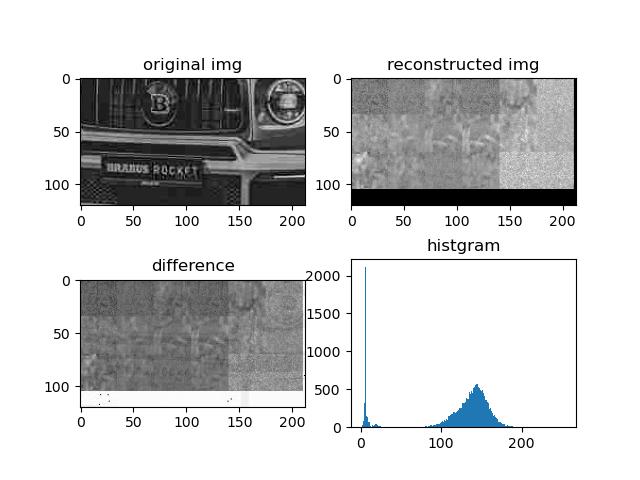 original img
reconstructed img
0
50
100
0 50 100 150 200
B
BRABUS ROCKET
0
50
100
0 50 100 150 200
difference
0
50
100
0 50 100 150 200
histgram
2000
1500
1000
500
0
0 100 200